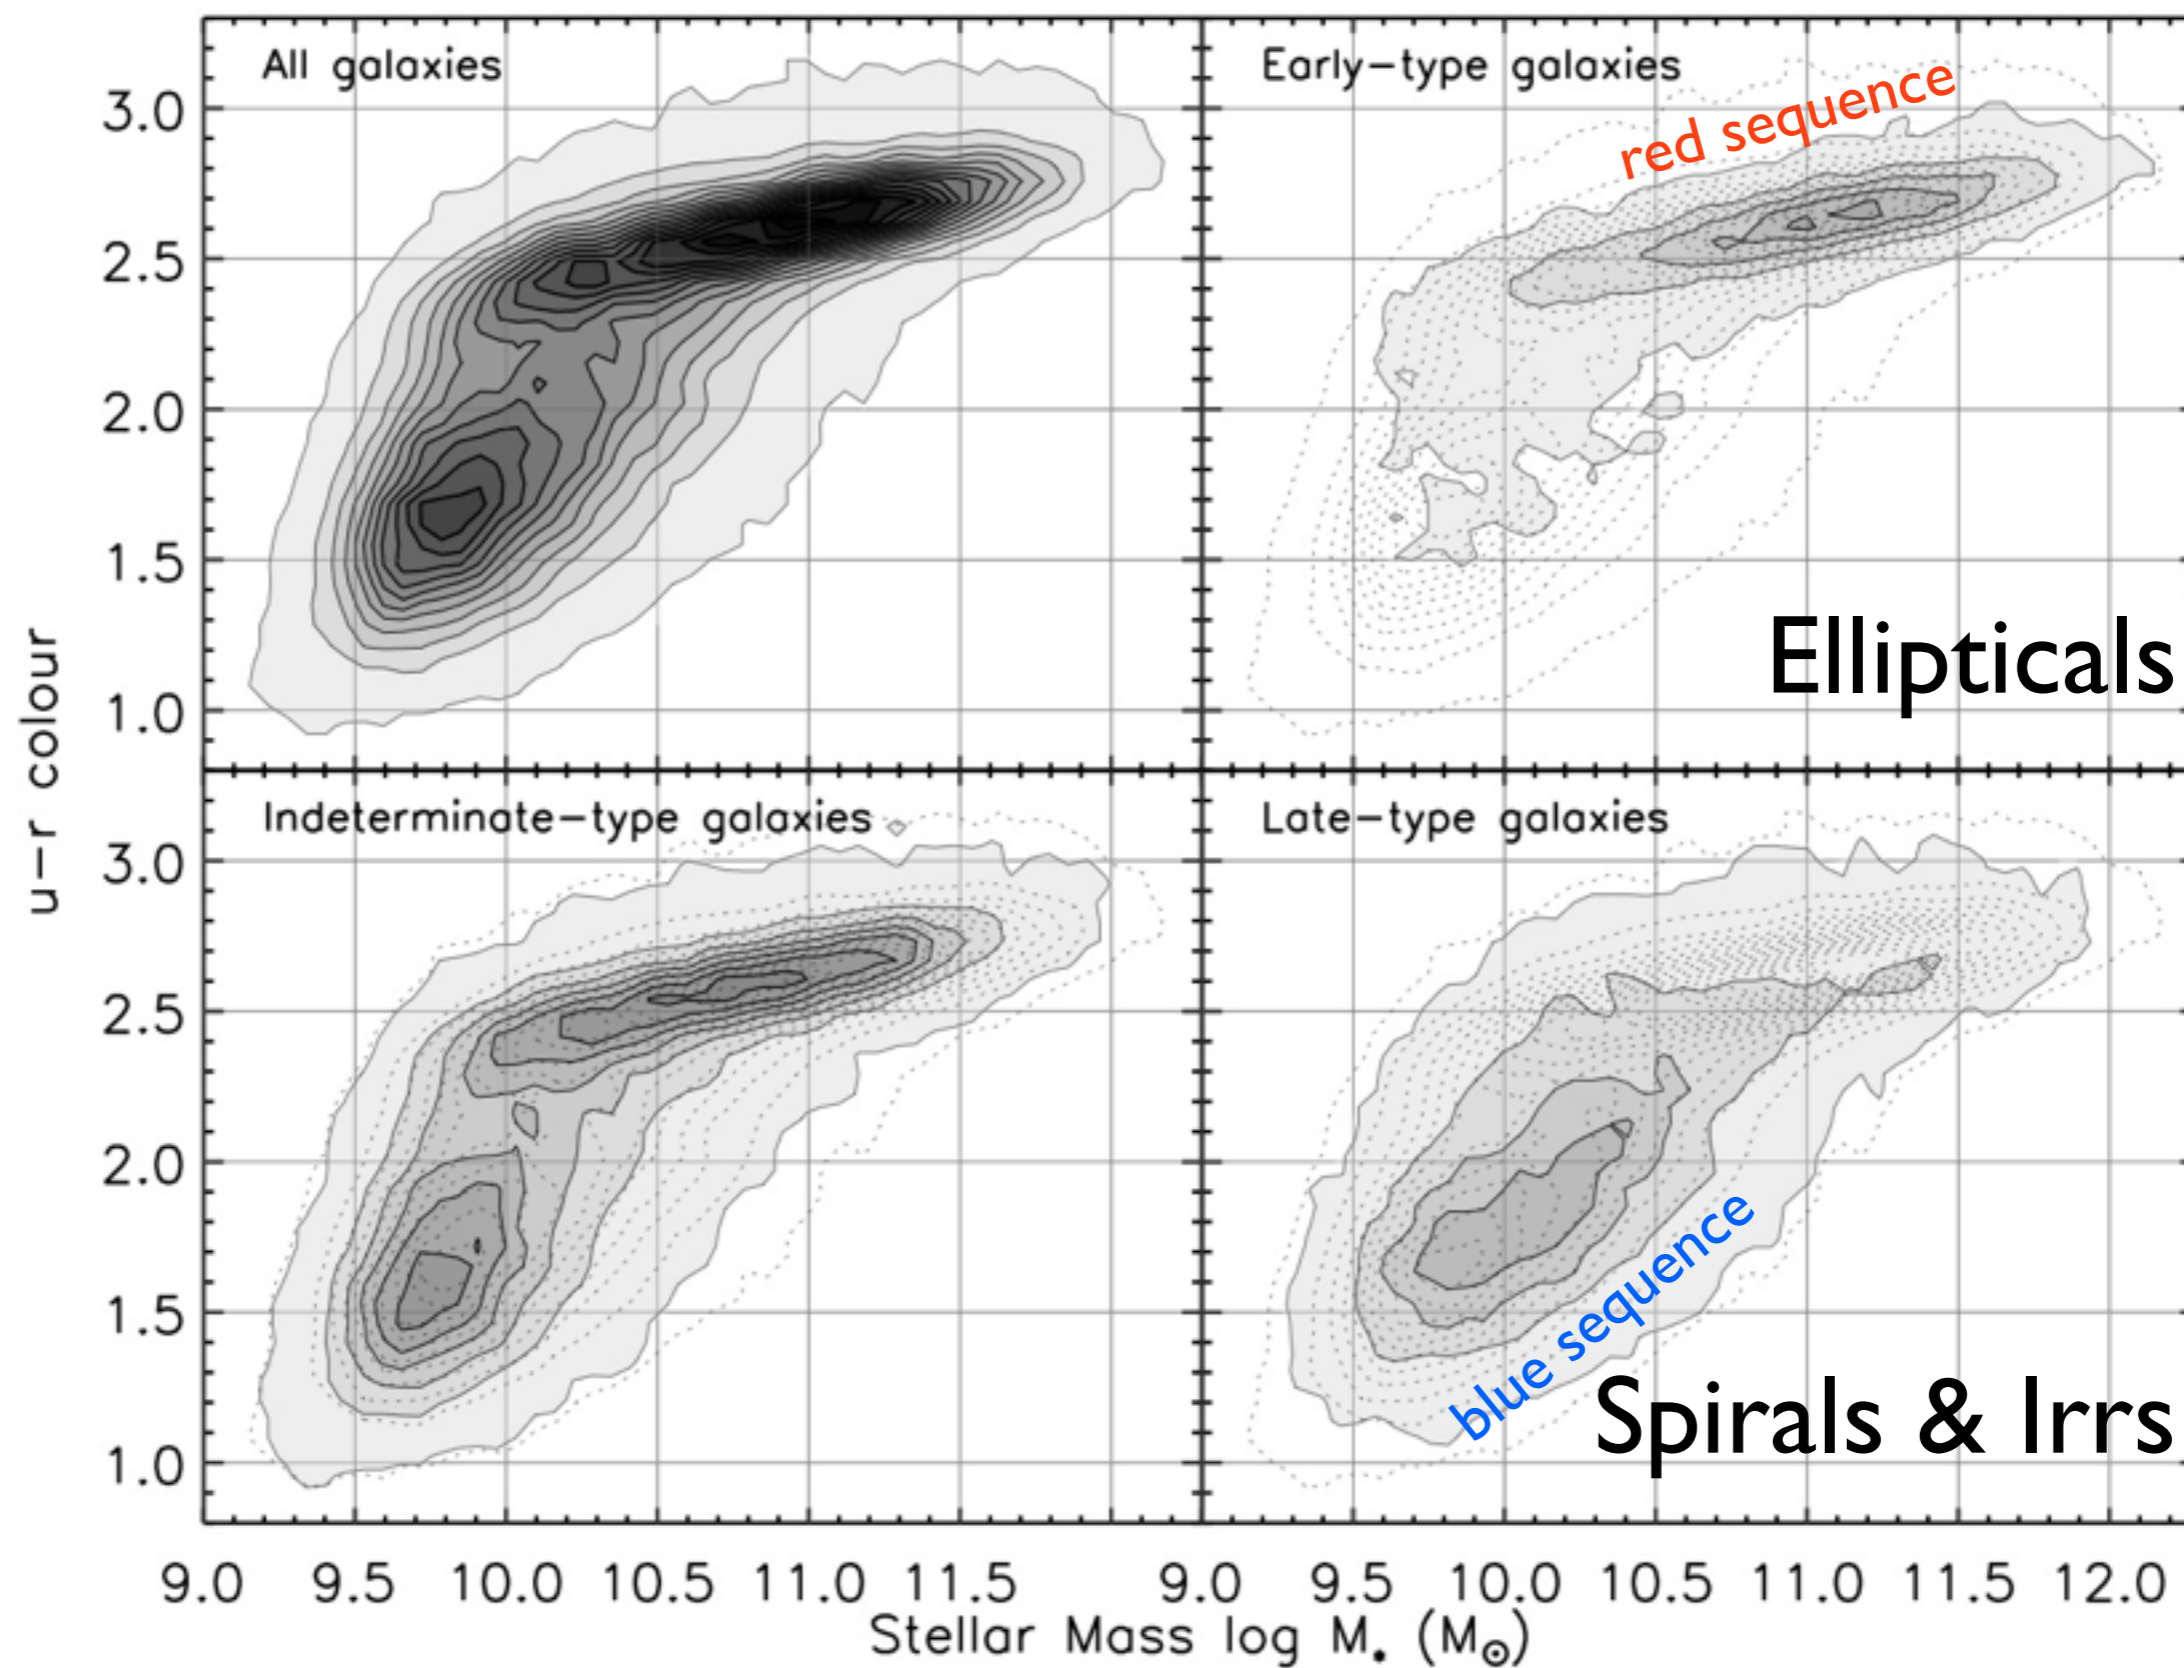 All galaxies
Early-type galaxies
red sequence
3.0
2.5
2.0
1.5
1.0
Ellipticals
u-r colour
Indeterminate-type galaxies
Late-type galaxies
3.0
2.5
2.0
1.5
1.0
blue sequence
Spirals & Irrs
9.0 9.5 10.0 10.5 11.0 11.5 9.0 9.5 10.0 10.5 11.0 11.5 12.0
Stellar Mass log M* (M☉)